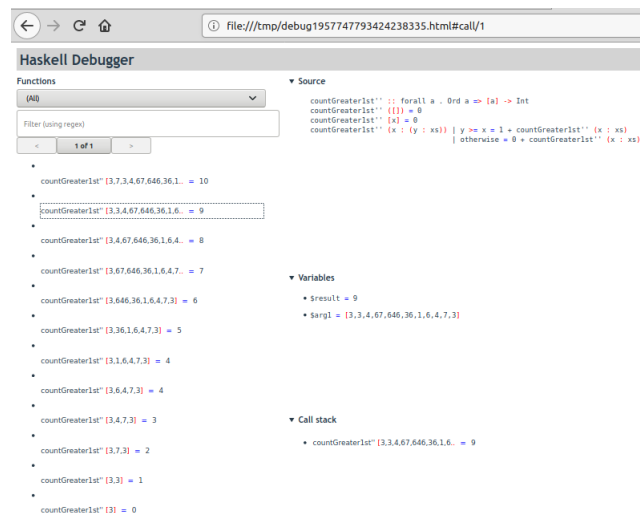 file:///tmp/debug1957747793424238335.html#call/1
Haskell Debugger
Functions
(All)
Filter (using regex)
< 1 of 1 >
countGreater1st'' [3,7,3,4,67,646,36,1.. = 10
countGreater1st'' [3,3,4,67,646,36,1,6.. = 9
countGreater1st'' [3,4,67,646,36,1,6,4.. = 8
countGreater1st'' [3,67,646,36,1,6,4,7.. = 7
countGreater1st'' [3,646,36,1,6,4,7,3] = 6
countGreater1st'' [3,36,1,6,4,7,3] = 5
countGreater1st'' [3,1,6,4,7,3] = 4
countGreater1st'' [3,6,4,7,3] = 4
countGreater1st'' [3,4,7,3] = 3
countGreater1st'' [3,7,3] = 2
countGreater1st'' [3,3] = 1
countGreater1st'' [3] = 0
▾ Source
countGreater1st'' :: forall a . Ord a => [a] -> Int
countGreater1st'' ([]) = 0
countGreater1st'' [x] = 0
countGreater1st'' (x : (y : xs)) | y >= x = 1 + countGreater1st'' (x : xs)
| otherwise = 0 + countGreater1st'' (x : xs)
▾ Variables
• $result = 9
• $arg1 = [3,3,4,67,646,36,1,6,4,7,3]
▾ Call stack
• countGreater1st'' [3,3,4,67,646,36,1,6.. = 9